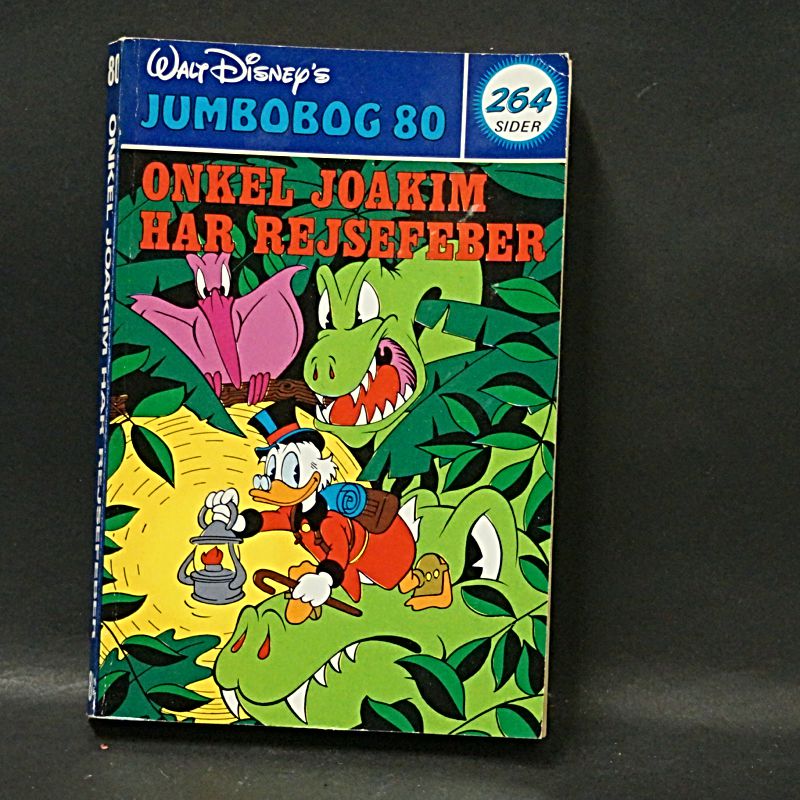 Walt Disney's
JUMBOBOG 80
264
SIDER
ONKEL JOAKIM
HAR REJSEFEBER
80 ONKEL JOAKIM HAR REJSEFEBER